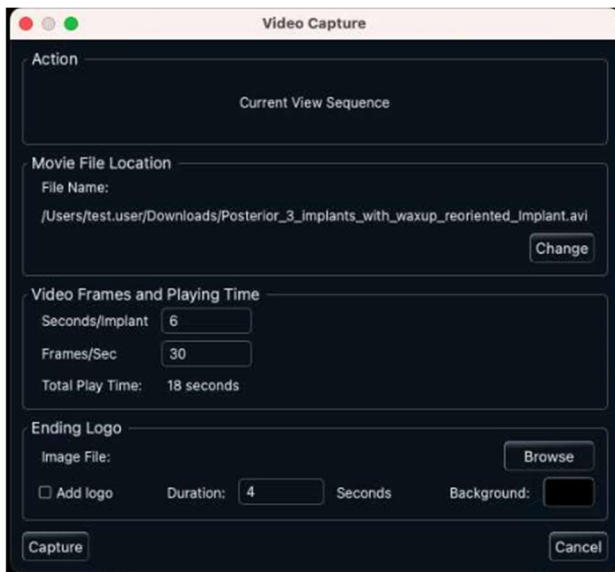 Video Capture
Action
Current View Sequence
Movie File Location
File Name:
/Users/test.user/Downloads/Posterior_3_implants_with_waxup_reoriented_Implant.avi
Change
Video Frames and Playing Time
Seconds/Implant 6
Frames/Sec 30
Total Play Time: 18 seconds
Ending Logo
Image File: Browse
Add logo Duration: 4 Seconds Background:
Capture Cancel